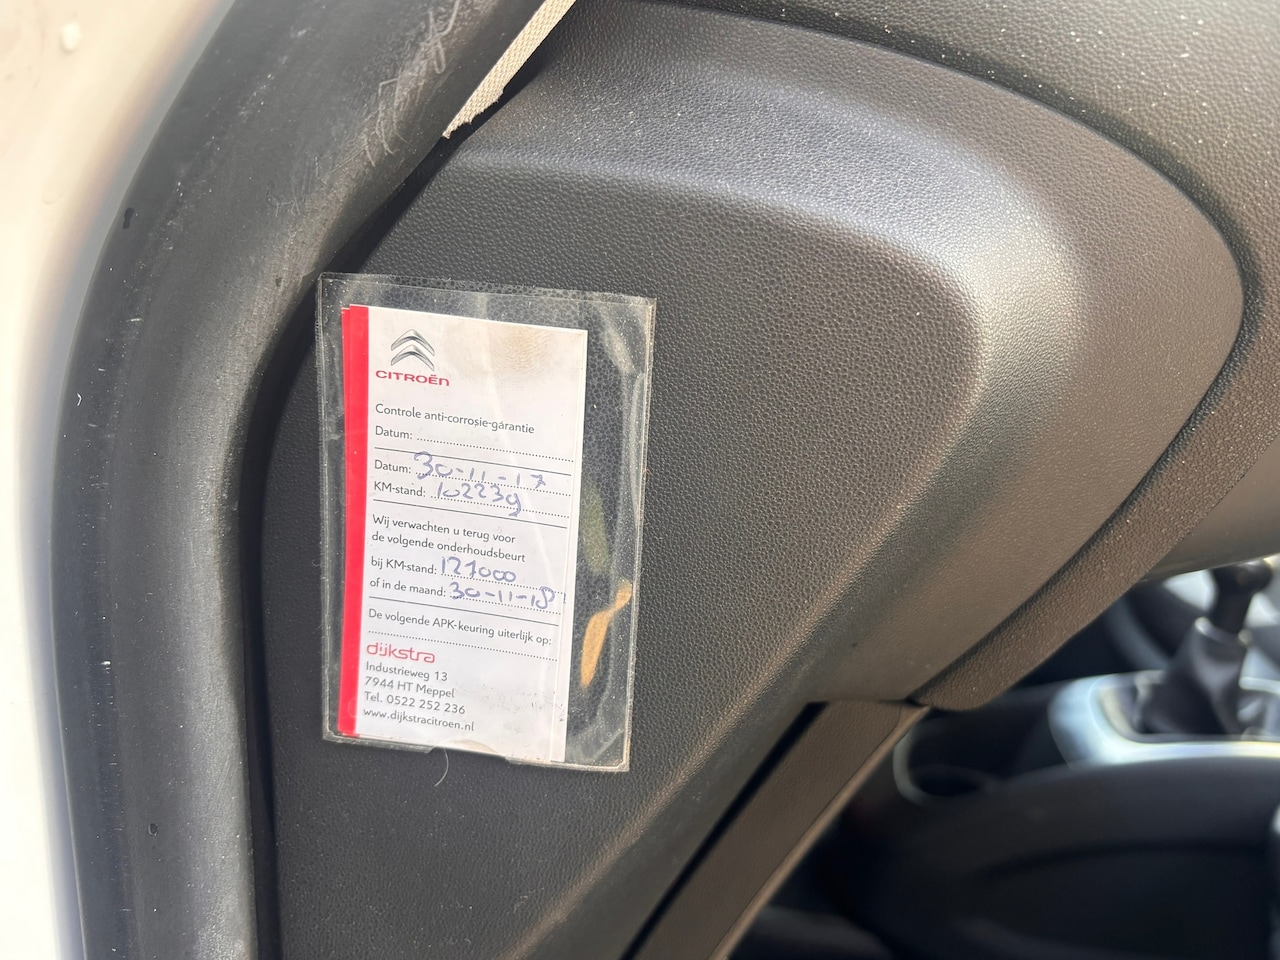 CITROËN
Controle anti-corrosie-garantie
Datum: ........................
Datum: 30-11-17
KM-stand: 102239
Wij verwachten u terug voor
de volgende onderhoudsbeurt
bij KM-stand: 127000
of in de maand: 30-11-18
De volgende APK-keuring uiterlijk op:
dijkstra
Industrieweg 13
7944 HT Meppel
Tel. 0522 252 236
www.dijkstracitroen.nl